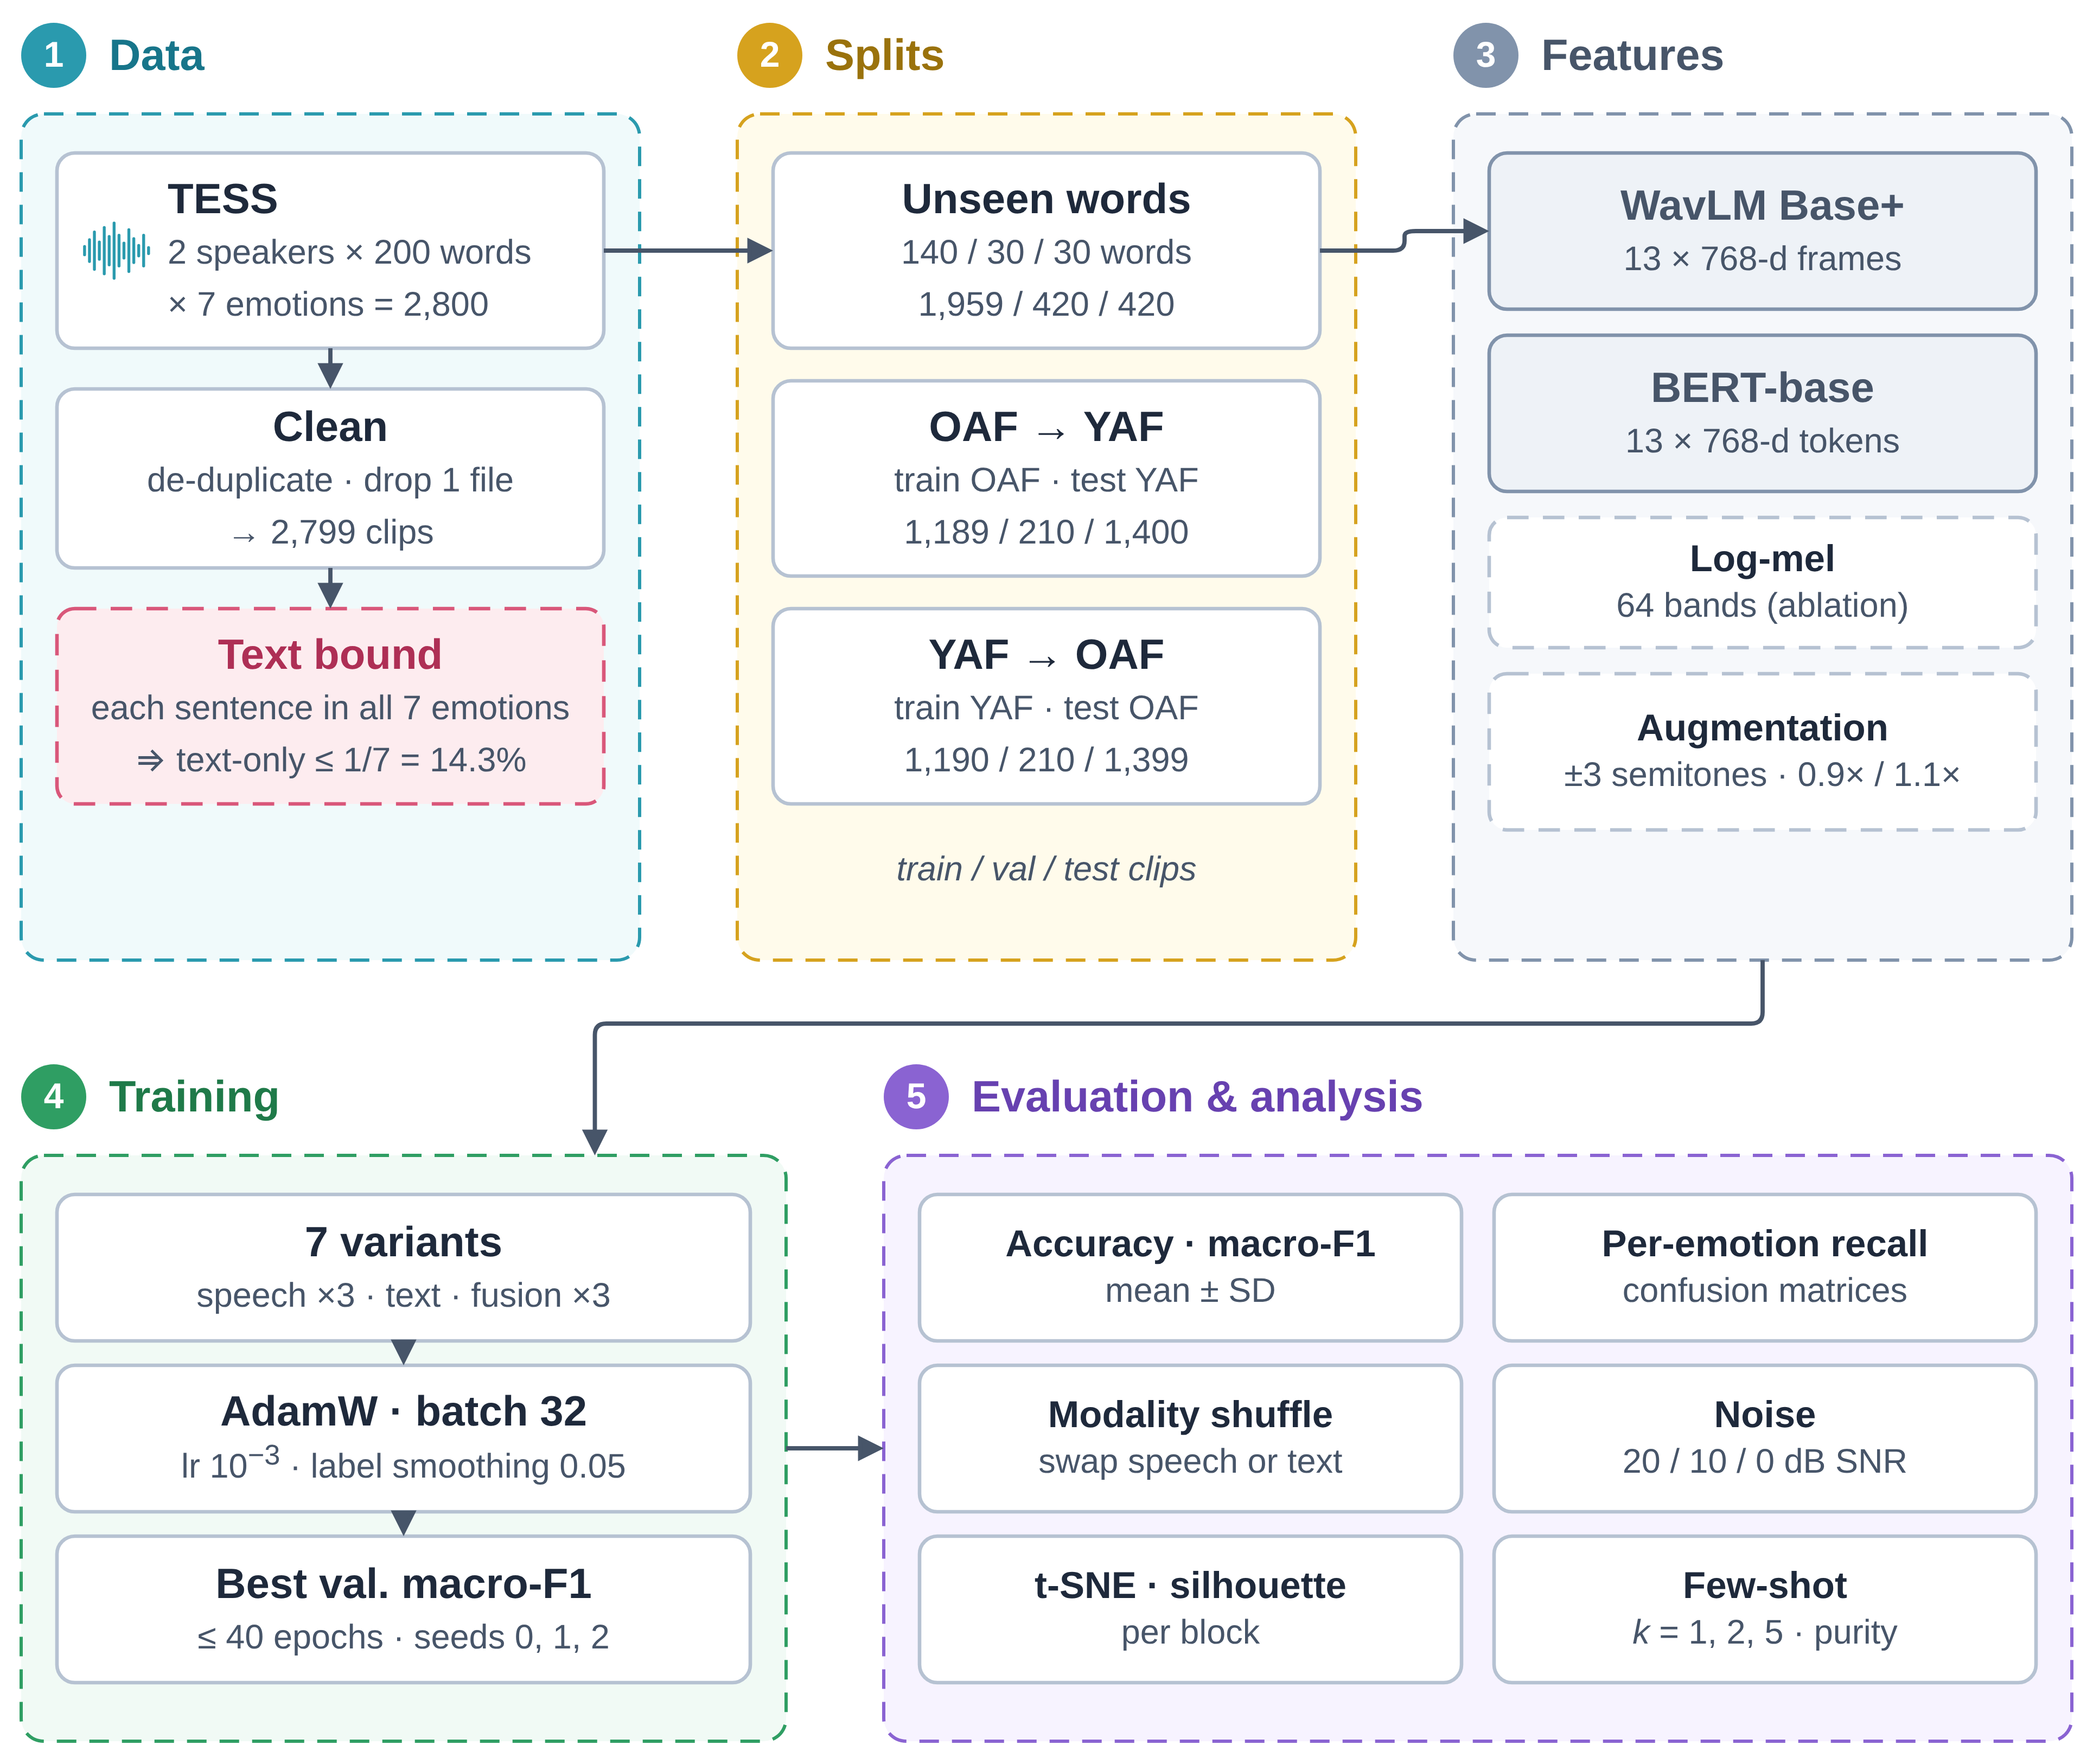 1 Data
TESS
2 speakers × 200 words
× 7 emotions = 2,800
Clean
de-duplicate · drop 1 file
→ 2,799 clips
Text bound
each sentence in all 7 emotions
⇒ text-only ≤ 1/7 = 14.3%
2 Splits
Unseen words
140 / 30 / 30 words
1,959 / 420 / 420
OAF → YAF
train OAF · test YAF
1,189 / 210 / 1,400
YAF → OAF
train YAF · test OAF
1,190 / 210 / 1,399
train / val / test clips
3 Features
WavLM Base+
13 × 768-d frames
BERT-base
13 × 768-d tokens
Log-mel
64 bands (ablation)
Augmentation
±3 semitones · 0.9× / 1.1×
4 Training
7 variants
speech ×3 · text · fusion ×3
AdamW · batch 32
lr 10⁻³ · label smoothing 0.05
Best val. macro-F1
≤ 40 epochs · seeds 0, 1, 2
5 Evaluation & analysis
Accuracy · macro-F1
mean ± SD
Per-emotion recall
confusion matrices
Modality shuffle
swap speech or text
Noise
20 / 10 / 0 dB SNR
t-SNE · silhouette
per block
Few-shot
k = 1, 2, 5 · purity